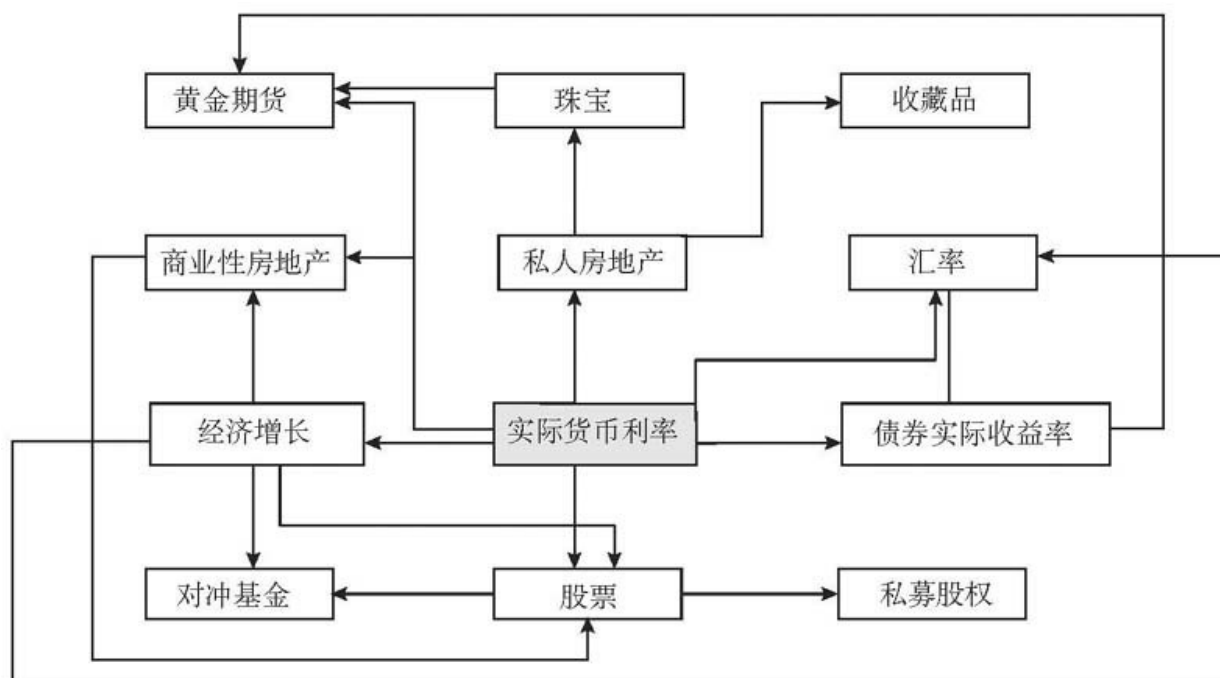 黄金期货
珠宝
收藏品
商业性房地产
私人房地产
汇率
经济增长
实际货币利率
债券实际收益率
对冲基金
股票
私募股权